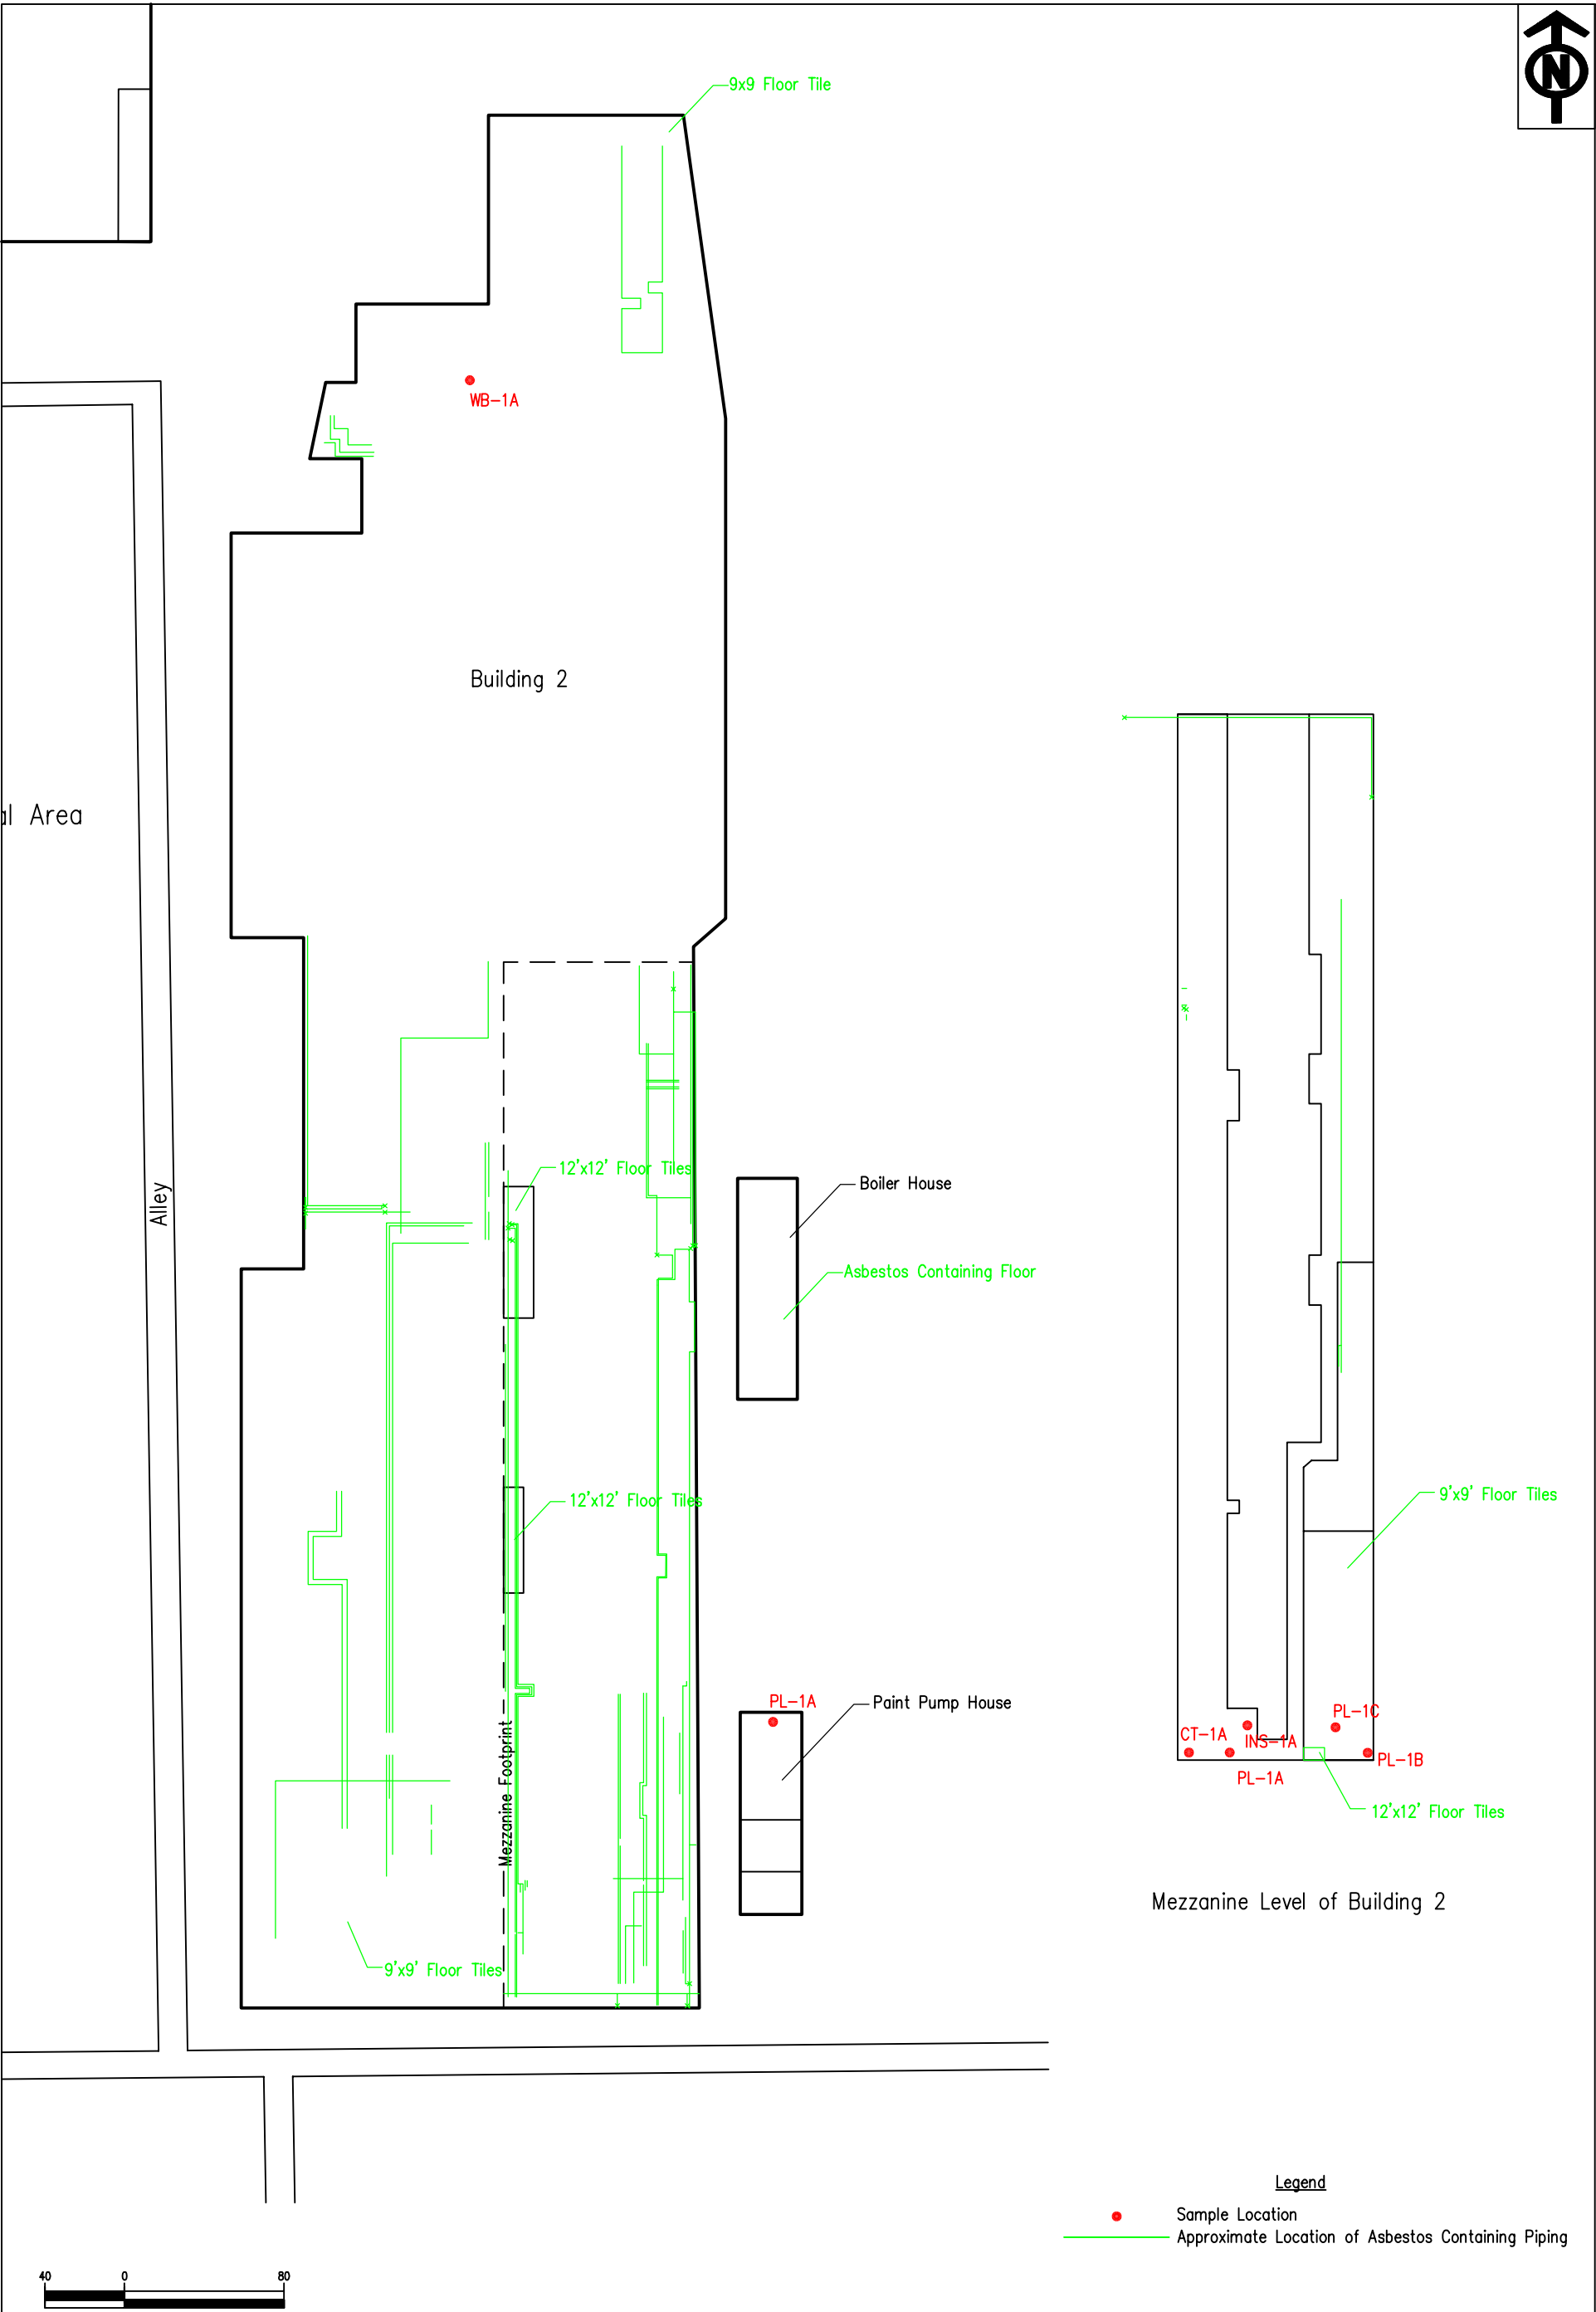 N
9x9 Floor Tile
WB-1A
Building 2
Area
Alley
12'x12' Floor Tiles
Boiler House
Asbestos Containing Floor
12'x12' Floor Tiles
9'x9' Floor Tiles
PL-1A
Paint Pump House
Mezzanine Footprint
PL-1C
CT-1A
INS-1A
PL-1B
PL-1A
12'x12' Floor Tiles
Mezzanine Level of Building 2
9'x9' Floor Tiles
Legend
Sample Location
Approximate Location of Asbestos Containing Piping
40 0 80